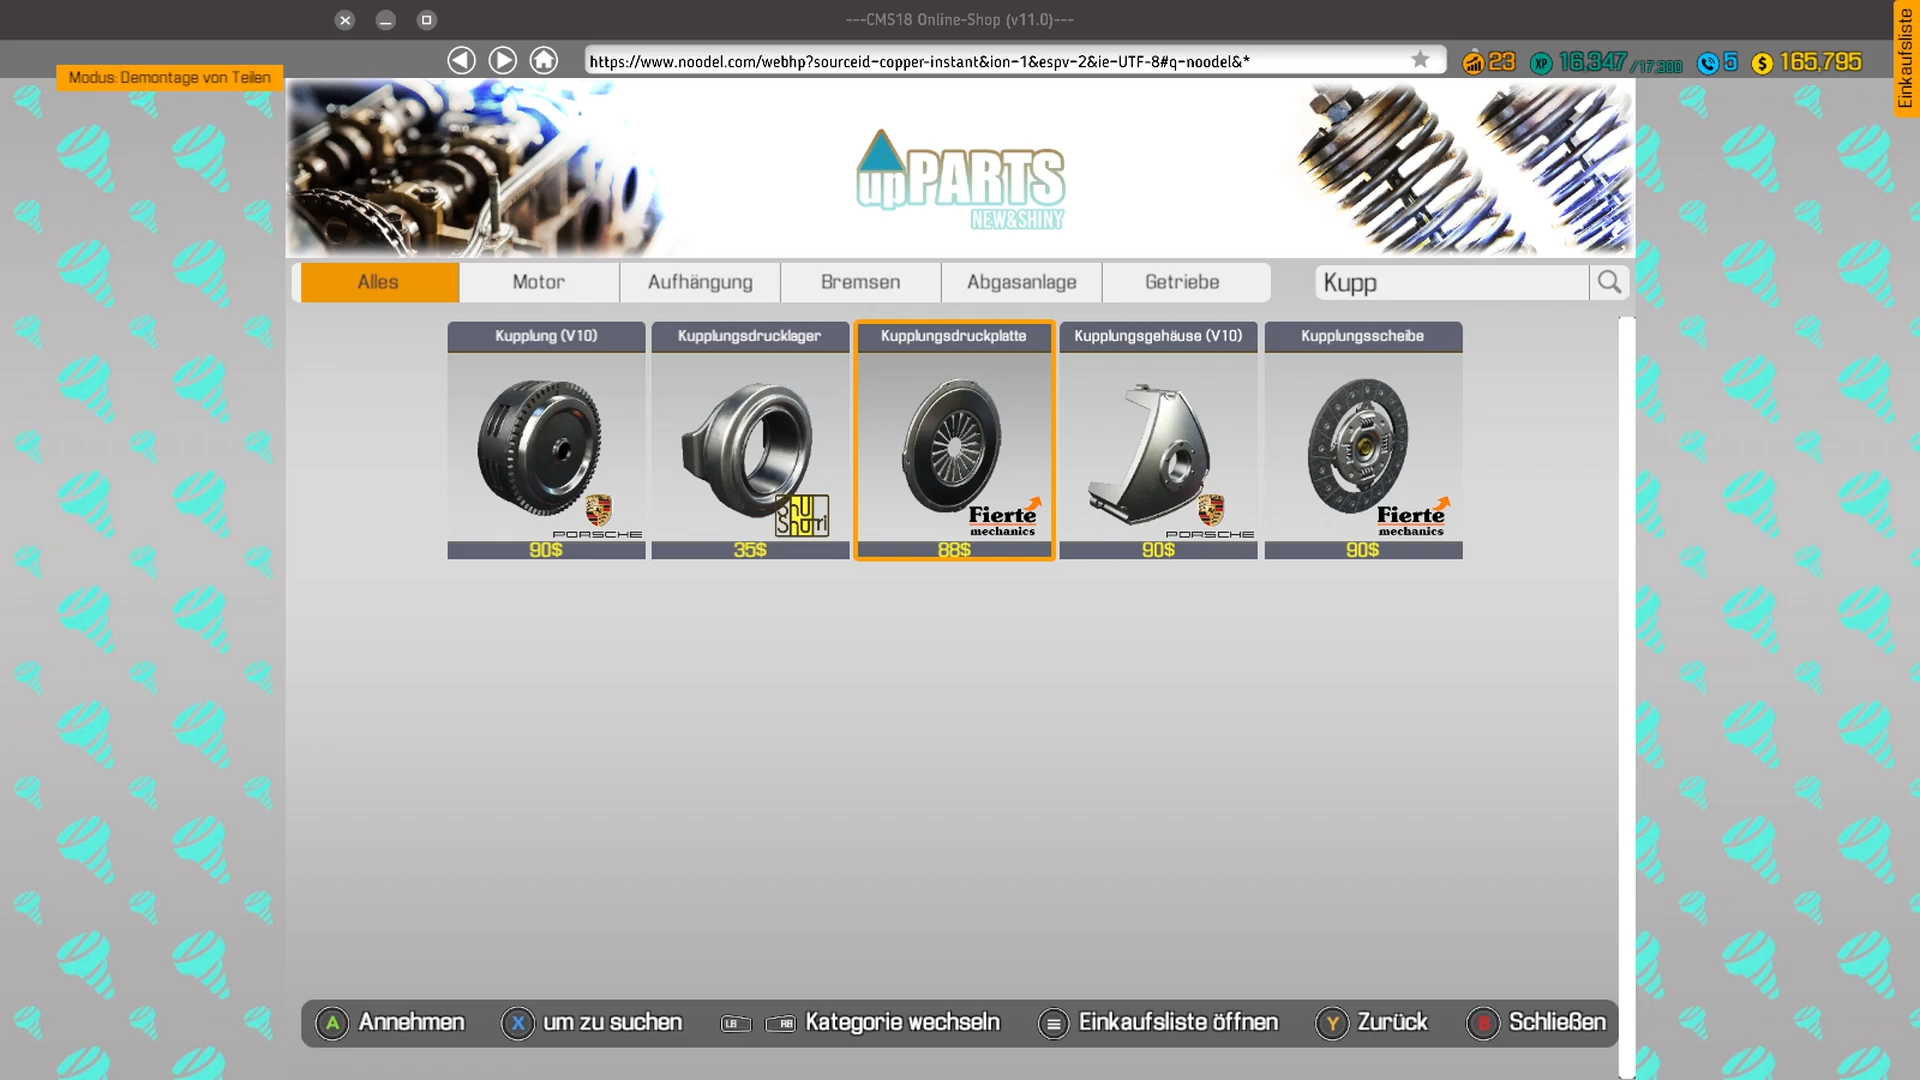 ---CMS18 Online-Shop (v11.0)---
Einkaufsliste
https://www.noodel.com/webhp?sourceid-copper-instant&ion-1&espv-2&ie-UTF-8#q-noodel&*
23
XP 16,347/17,300
5
$ 165,795
Modus: Demontage von Teilen
upPARTS
NEW&SHINY
Alles
Motor
Aufhängung
Bremsen
Abgasanlage
Getriebe
Kupp
Kupplung (V10)
PORSCHE
90$
Kupplungsdrucklager
Shul
Shorri
35$
Kupplungsdruckplatte
Fierte
mechanics
88$
Kupplungsgehäuse (V10)
PORSCHE
90$
Kupplungsscheibe
Fierte
mechanics
90$
A Annehmen
X um zu suchen
LB RB Kategorie wechseln
Einkaufsliste öffnen
Y Zurück
B Schließen